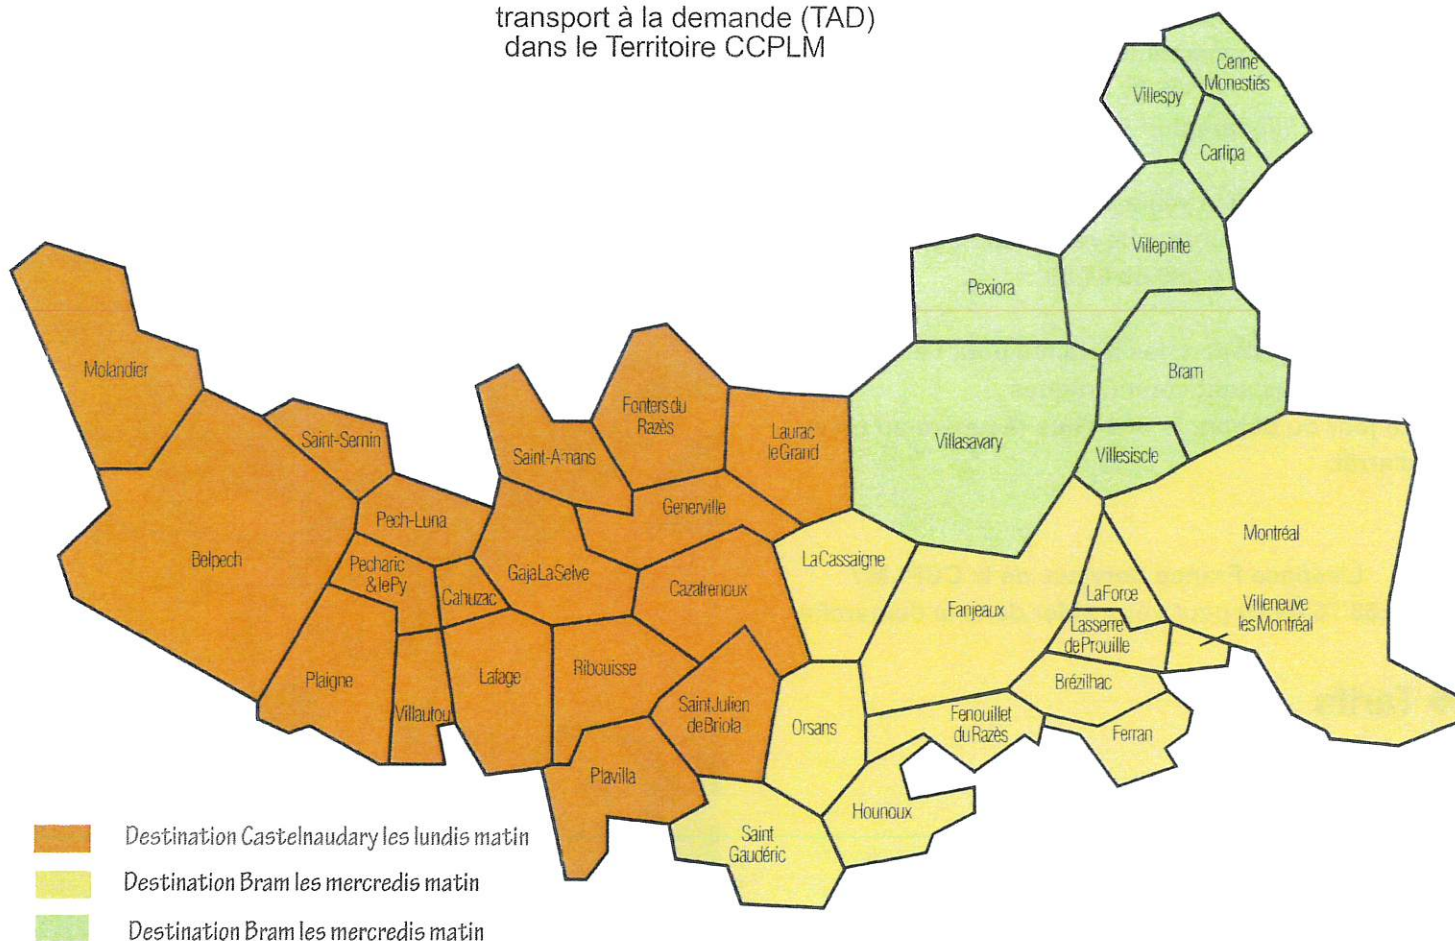 transport à la demande (TAD)
dans le Territoire CCPLM
Cenne
Monestiés
Villespy
Carlipa
Villepinte
Pexiora
Bram
Molandier
Fonters du
Razès
Laurac
le Grand
Villasavary
Villesiscle
Saint-Sernin
Saint-Amans
Generville
Pech-Luna
Montréal
Belpech
Pecharic
& le Py
Cahuzac
Gaja La Selve
Cazalrenoux
La Cassaigne
Fanjeaux
La Force
Villeneuve
les Montréal
Lasserre
de Prouille
Plaigne
Villautou
Lafage
Ribouisse
Saint Julien
de Briola
Orsans
Brézilhac
Fenouillet
du Razès
Ferran
Plavilla
Hounoux
Saint
Gaudéric
Destination Castelnaudary les lundis matin
Destination Bram les mercredis matin
Destination Bram les mercredis matin